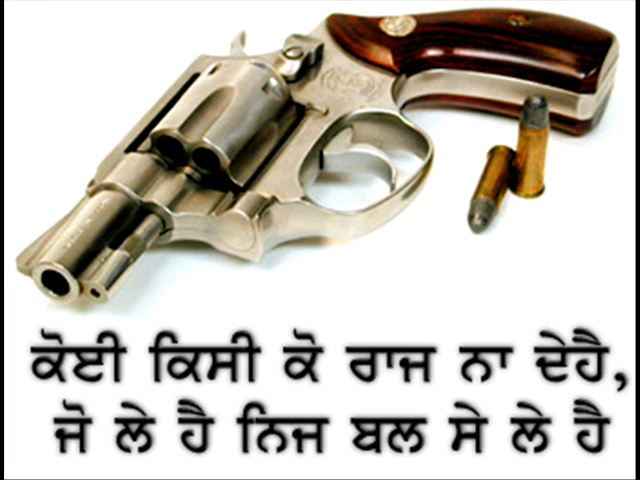 ਕੋਈ ਕਿਸੀ ਕੋ ਰਾਜ ਨਾ ਦੇਹੈ,
ਜੋ ਲੇ ਹੈ ਨਿਜ ਬਲ ਸੇ ਲੇ ਹੈ